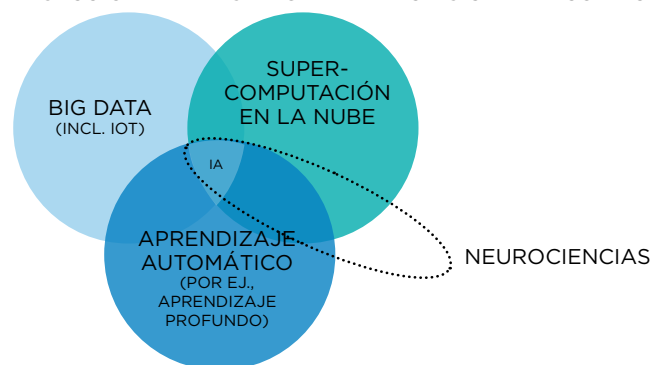 BIG DATA
(INCL. IOT)
SUPER-
COMPUTACIÓN
EN LA NUBE
IA
APRENDIZAJE
AUTOMÁTICO
(POR EJ.,
APRENDIZAJE
PROFUNDO)
NEUROCIENCIAS